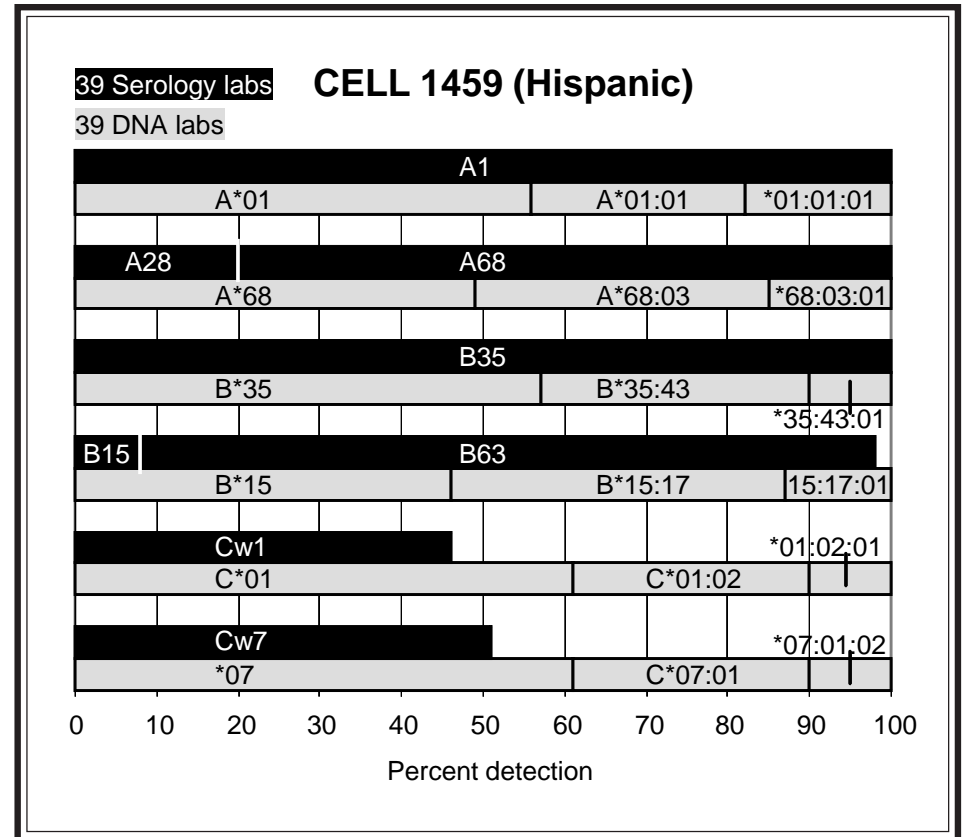 39 Serology labs CELL 1459 (Hispanic)
39 DNA labs
A1
A*01 A*01:01 *01:01:01
A28 A68
A*68 A*68:03 *68:03:01
B35
B*35 B*35:43
*35:43:01
B15 B63
B*15 B*15:17 15:17:01
Cw1 *01:02:01
C*01 C*01:02
Cw7 *07:01:02
*07 C*07:01
0 10 20 30 40 50 60 70 80 90 100
Percent detection